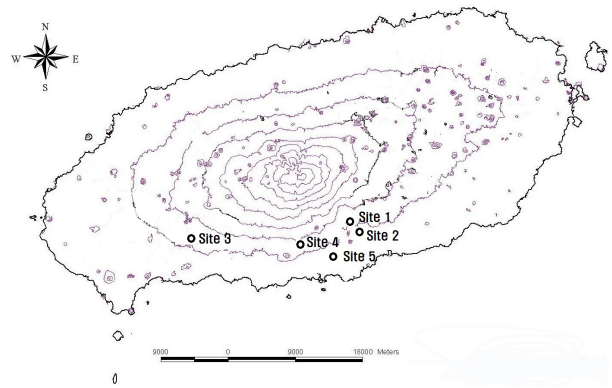 N
W E
S
Site 1
Site 2
Site 3
Site 4
Site 5
9000 0 9000 18000 Meters